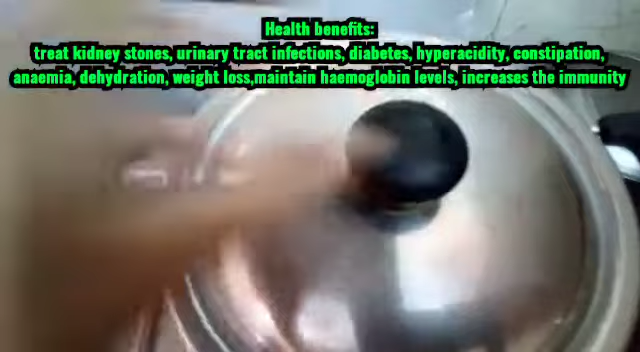 Health benefits:
treat kidney stones, urinary tract infections, diabetes, hyperacidity, constipation,
anaemia, dehydration, weight loss,maintain haemoglobin levels, increases the immunity